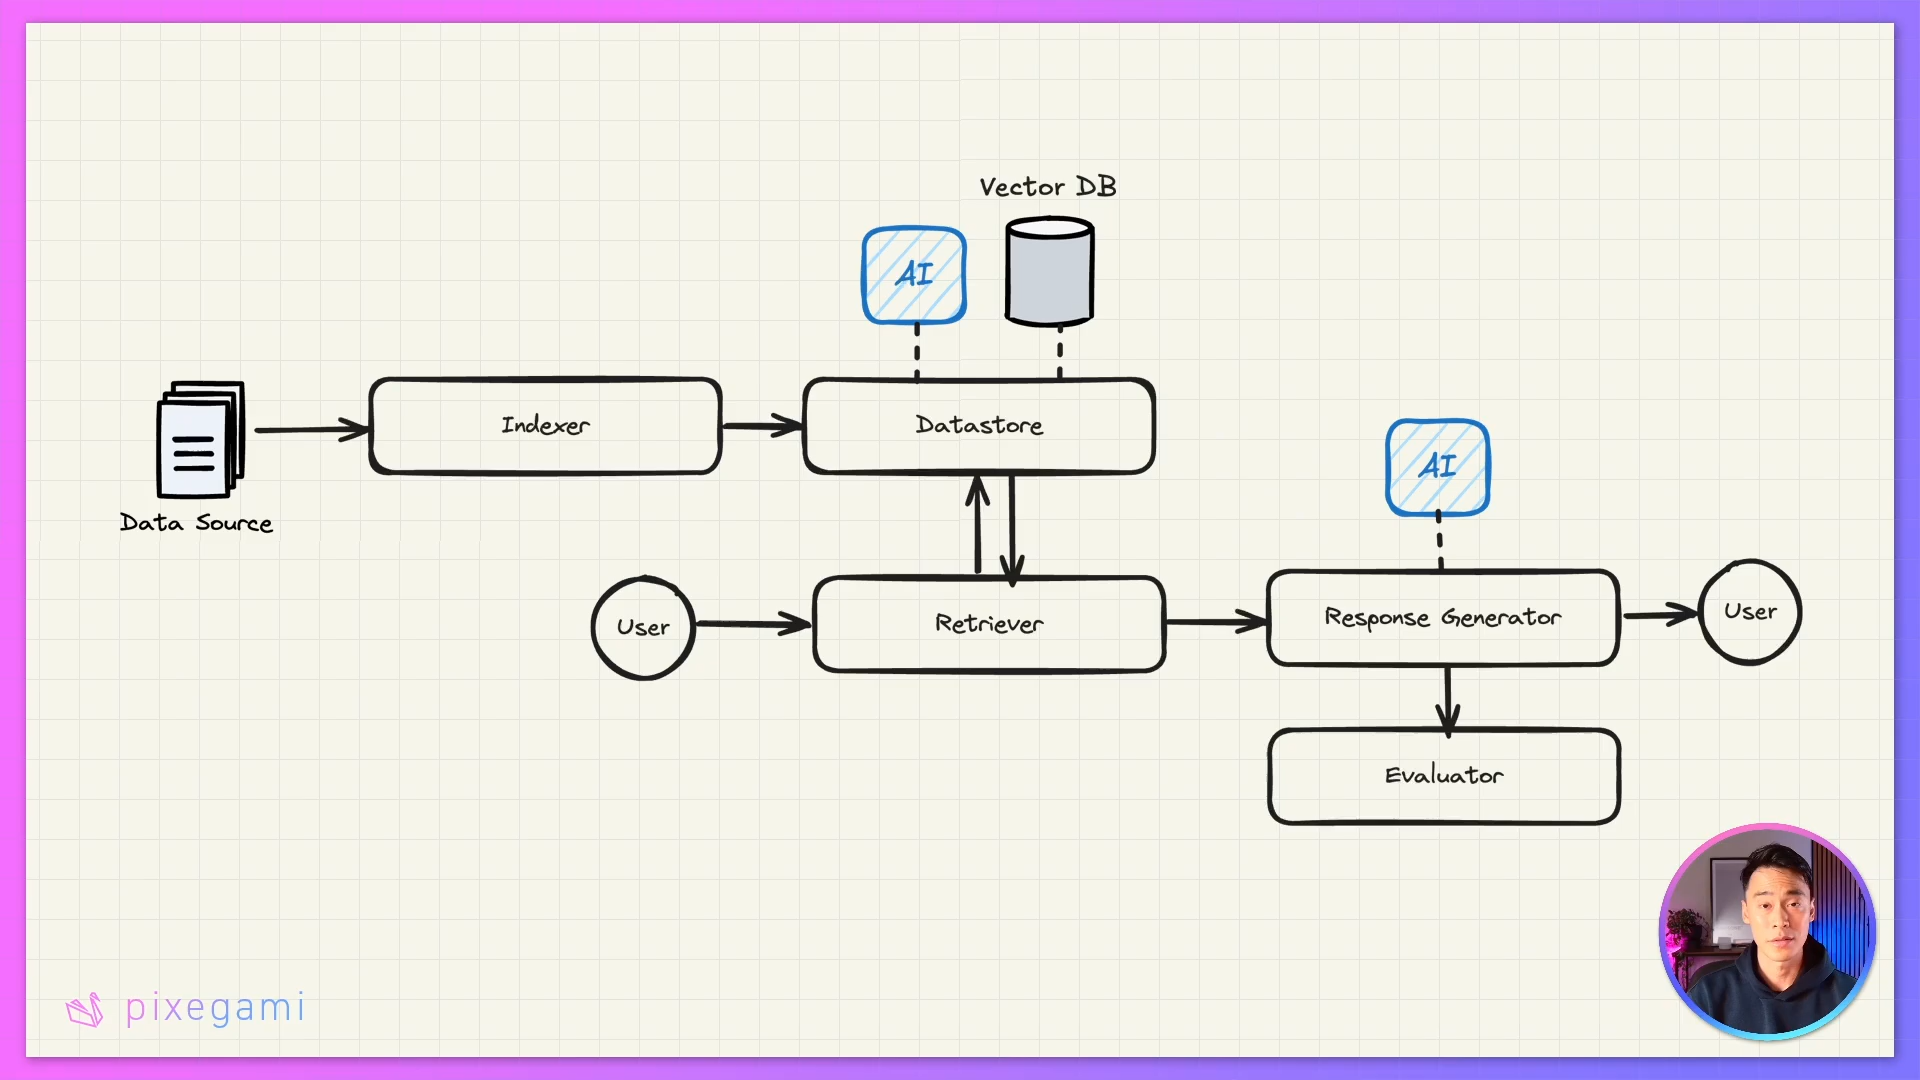 Vector DB
AI
Indexer
Datastore
Data Source
AI
User
Retriever
Response Generator
User
Evaluator
pixegami